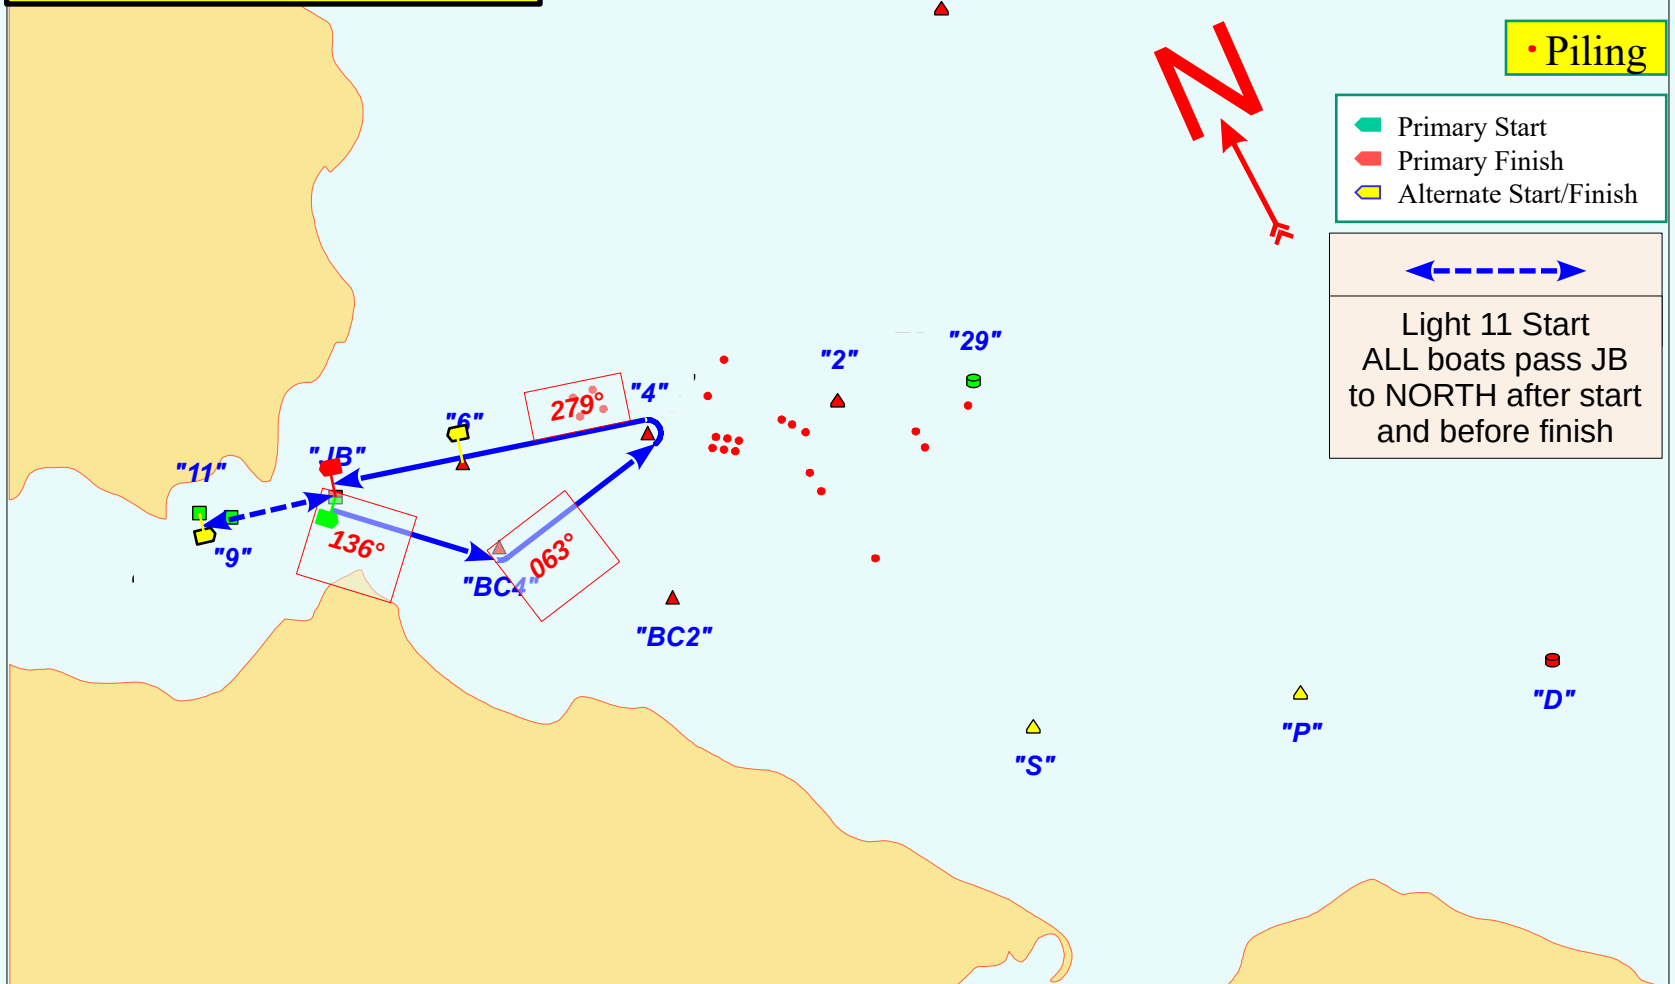 N
Piling
Primary Start
Primary Finish
Alternate Start/Finish
Light 11 Start
ALL boats pass JB
to NORTH after start
and before finish
"29"
"2"
"4"
279°
"6"
"JB"
"11"
"9"
136°
063°
"BC4"
"BC2"
"D"
"P"
"S"